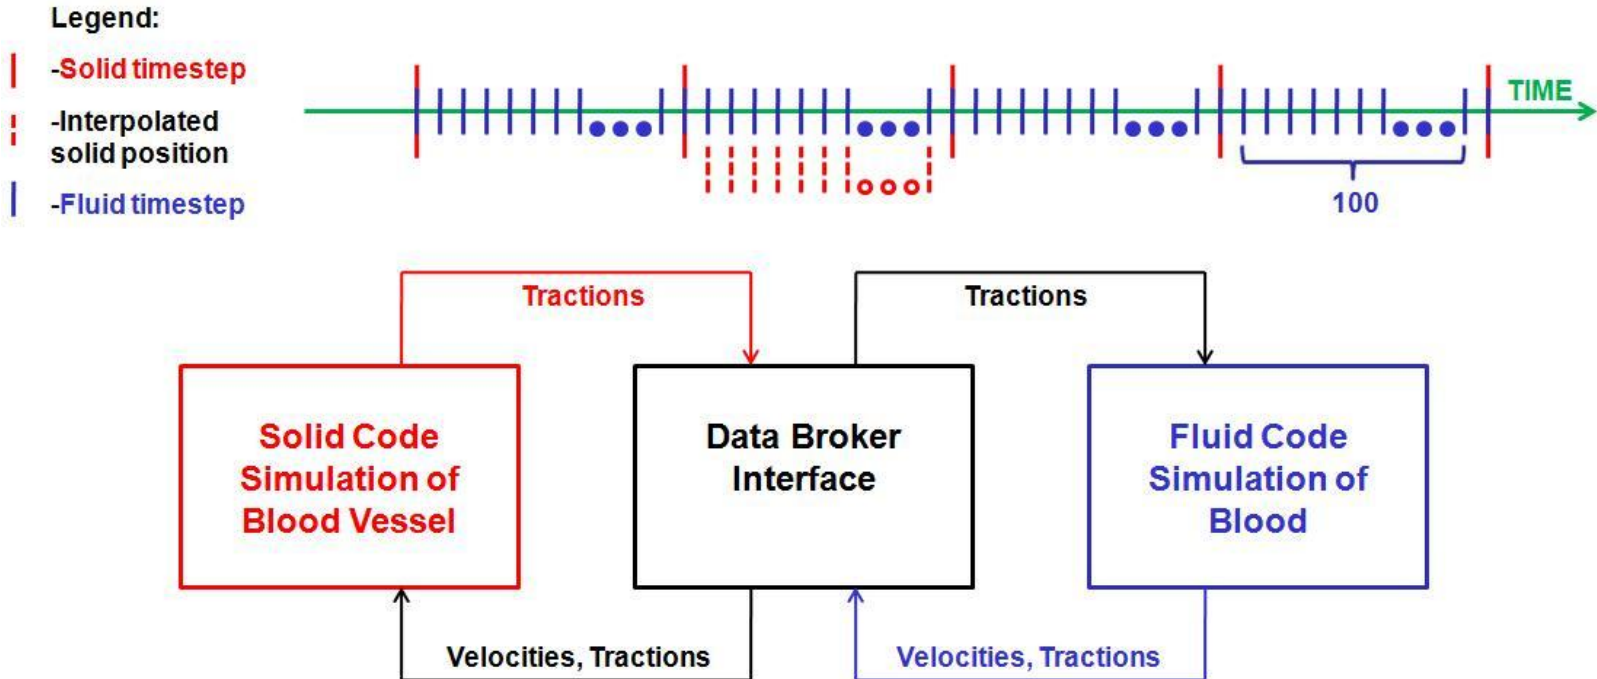 Legend:
-Solid timestep
-Interpolated
solid position
-Fluid timestep
TIME
100
Tractions
Tractions
Solid Code
Simulation of
Blood Vessel
Data Broker
Interface
Fluid Code
Simulation of
Blood
Velocities, Tractions
Velocities, Tractions